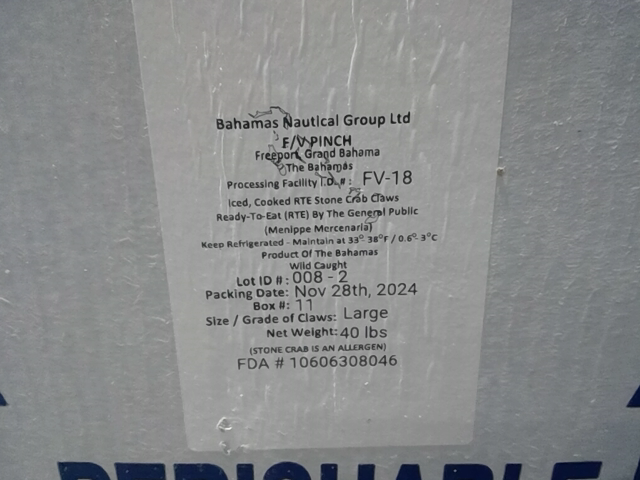 Bahamas Nautical Group Ltd
F/V PINCH
Freeport, Grand Bahama
The Bahamas
Processing Facility I.D. #: FV-18
Iced, Cooked RTE Stone Crab Claws
Ready-To-Eat (RTE) By The General Public
(Menippe Mercenaria)
Keep Refrigerated - Maintain at 33°- 38°F / 0.6°- 3°C
Product Of The Bahamas
Wild Caught
Lot ID #: 008 - 2
Packing Date: Nov 28th, 2024
Box #: 11
Size / Grade of Claws: Large
Net Weight: 40 lbs
(STONE CRAB IS AN ALLERGEN)
FDA # 10606308046
PERISHABLE